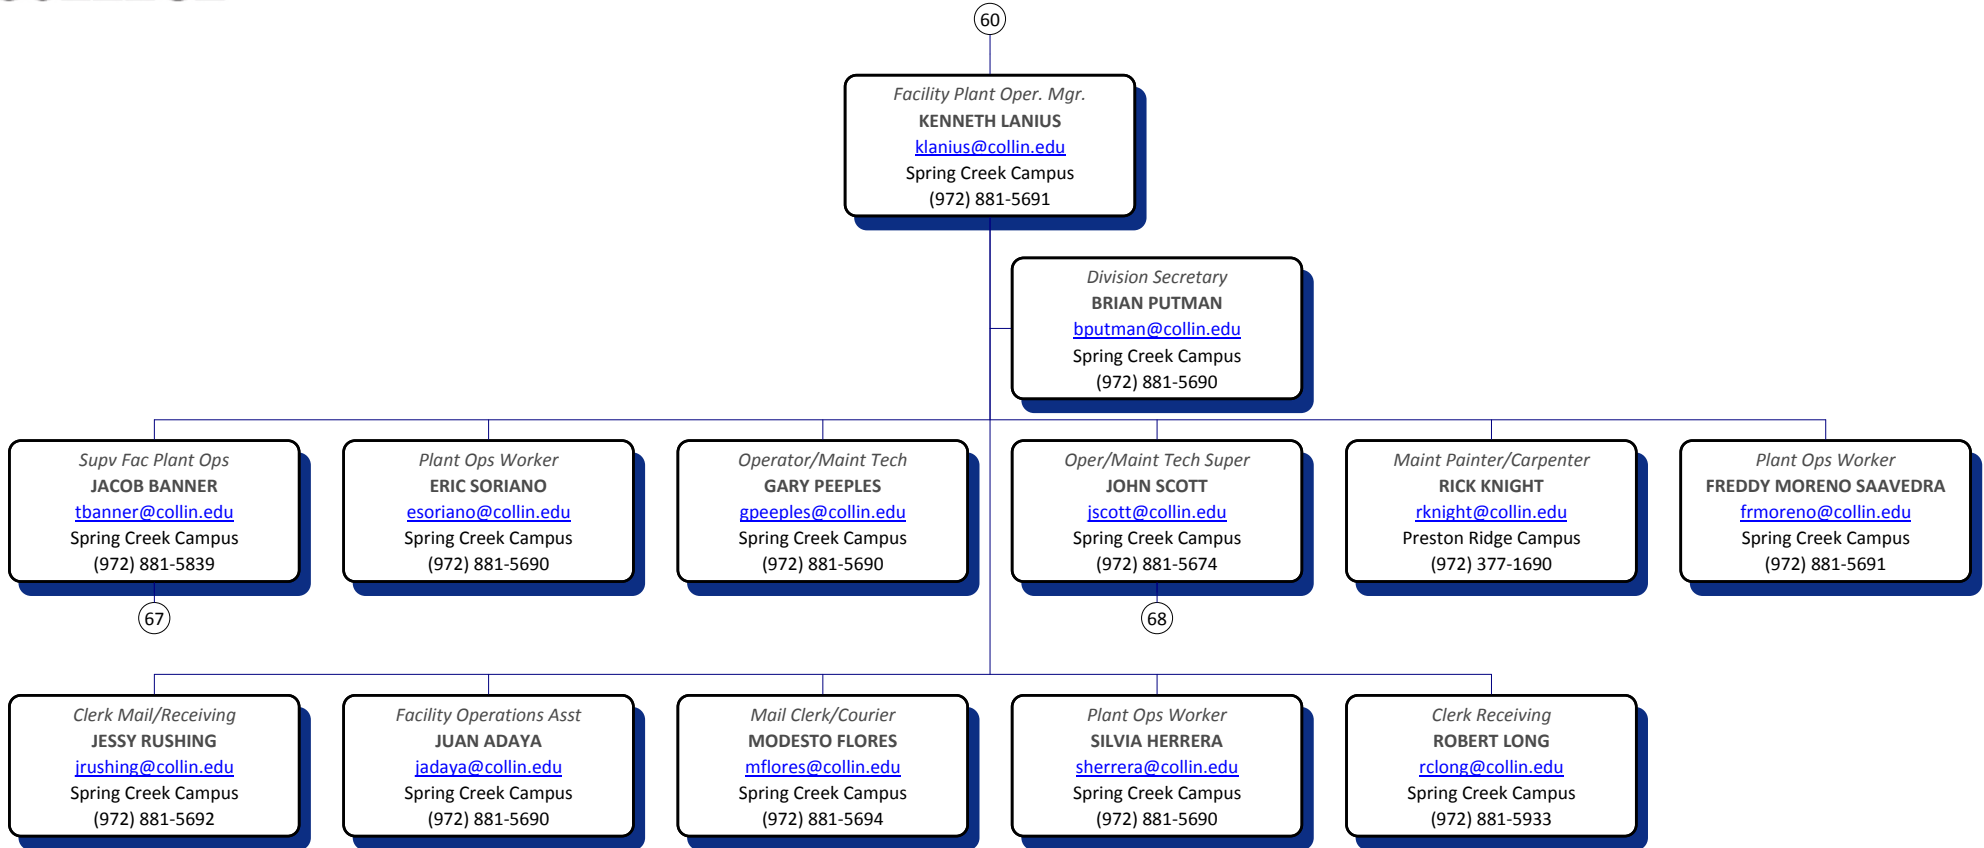 60
Facility Plant Oper. Mgr.
KENNETH LANIUS
klanius@collin.edu
Spring Creek Campus
(972) 881-5691
Division Secretary
BRIAN PUTMAN
bputman@collin.edu
Spring Creek Campus
(972) 881-5690
Supv Fac Plant Ops
JACOB BANNER
tbanner@collin.edu
Spring Creek Campus
(972) 881-5839
67
Plant Ops Worker
ERIC SORIANO
esoriano@collin.edu
Spring Creek Campus
(972) 881-5690
Operator/Maint Tech
GARY PEEPLES
gpeeples@collin.edu
Spring Creek Campus
(972) 881-5690
Oper/Maint Tech Super
JOHN SCOTT
jscott@collin.edu
Spring Creek Campus
(972) 881-5674
68
Maint Painter/Carpenter
RICK KNIGHT
rknight@collin.edu
Preston Ridge Campus
(972) 377-1690
Plant Ops Worker
FREDDY MORENO SAAVEDRA
frmoreno@collin.edu
Spring Creek Campus
(972) 881-5691
Clerk Mail/Receiving
JESSY RUSHING
jrushing@collin.edu
Spring Creek Campus
(972) 881-5692
Facility Operations Asst
JUAN ADAYA
jadaya@collin.edu
Spring Creek Campus
(972) 881-5690
Mail Clerk/Courier
MODESTO FLORES
mflores@collin.edu
Spring Creek Campus
(972) 881-5694
Plant Ops Worker
SILVIA HERRERA
sherrera@collin.edu
Spring Creek Campus
(972) 881-5690
Clerk Receiving
ROBERT LONG
rclong@collin.edu
Spring Creek Campus
(972) 881-5933